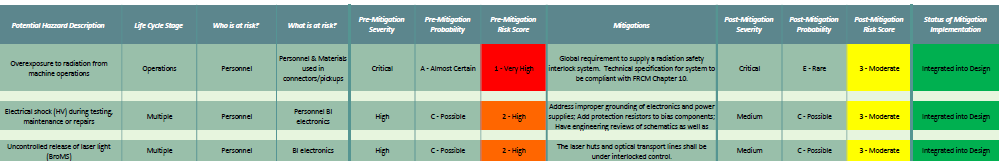 Potential Hazzard Description
Life Cycle Stage
Who is at risk?
What is at risk?
Pre-Mitigation
Severity
Pre-Mitigation
Probability
Pre-Mitigation
Risk Score
Mitigations
Post-Mitigation
Severity
Post-Mitigation
Probability
Post-Mitigation
Risk Score
Status of Mitigation
Implementation
Overexposure to radiation from
machine operations
Operations
Personnel
Personnel & Materials
used in
connectors/pickups
Critical
A - Almost Certain
1 - Very High
Global requirement to supply a radiation safety
interlock system. Technical specification for system to
be compliant with FRCM Chapter 10.
Critical
E - Rare
3 - Moderate
Integrated into Design
Electrical shock (HV) during testing,
maintenance or repairs
Multiple
Personnel
Personnel BI
electronics
High
C - Possible
2 - High
Address improper grounding of electronics and power
supplies; Add protection resistors to bias components;
Have engineering reviews of schematics as well as
Medium
C - Possible
3 - Moderate
Integrated into Design
Uncontrolled release of laser light
(BroMS)
Multiple
Personnel
BI electronics
High
C - Possible
2 - High
The laser huts and optical transport lines shall
be under interlocked control.
Medium
C - Possible
3 - Moderate
Integrated into Design